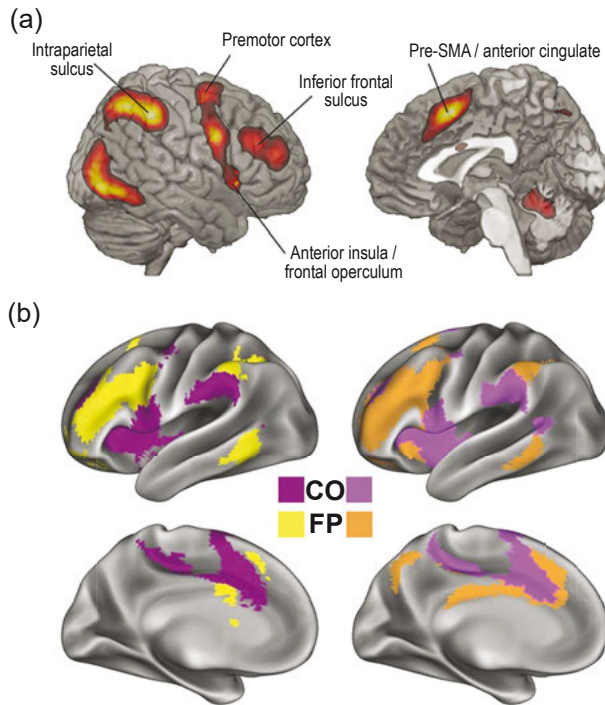 (a)
Premotor cortex
Intraparietal
sulcus
Pre-SMA / anterior cingulate
Inferior frontal
sulcus
Anterior insula /
frontal operculum
(b)
CO
FP